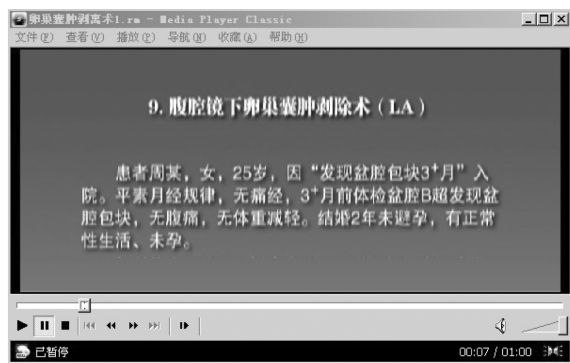 卵巢囊肿剥离术1.rm - Media Player Classic
文件(F) 查看(V) 播放(P) 导航(N) 收藏(A) 帮助(H)
9. 腹腔镜下卵巢囊肿剥除术（LA）
患者周某，女，25岁，因“发现盆腔包块3⁺月”入
院。平素月经规律，无痛经，3⁺月前体检盆腔B超发现盆
腔包块，无腹痛，无体重减轻。结婚2年未避孕，有正常
性生活、未孕。
已暂停 00:07 / 01:00